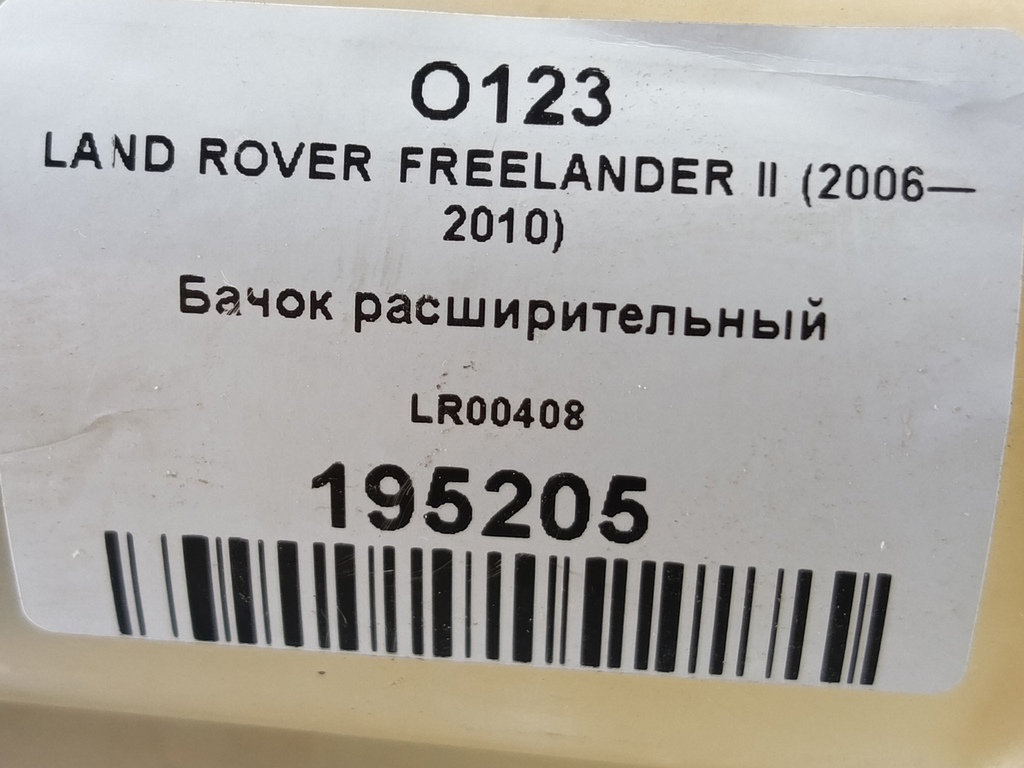 O123
LAND ROVER FREELANDER II (2006—
2010)
Бачок расширительный
LR00408
195205